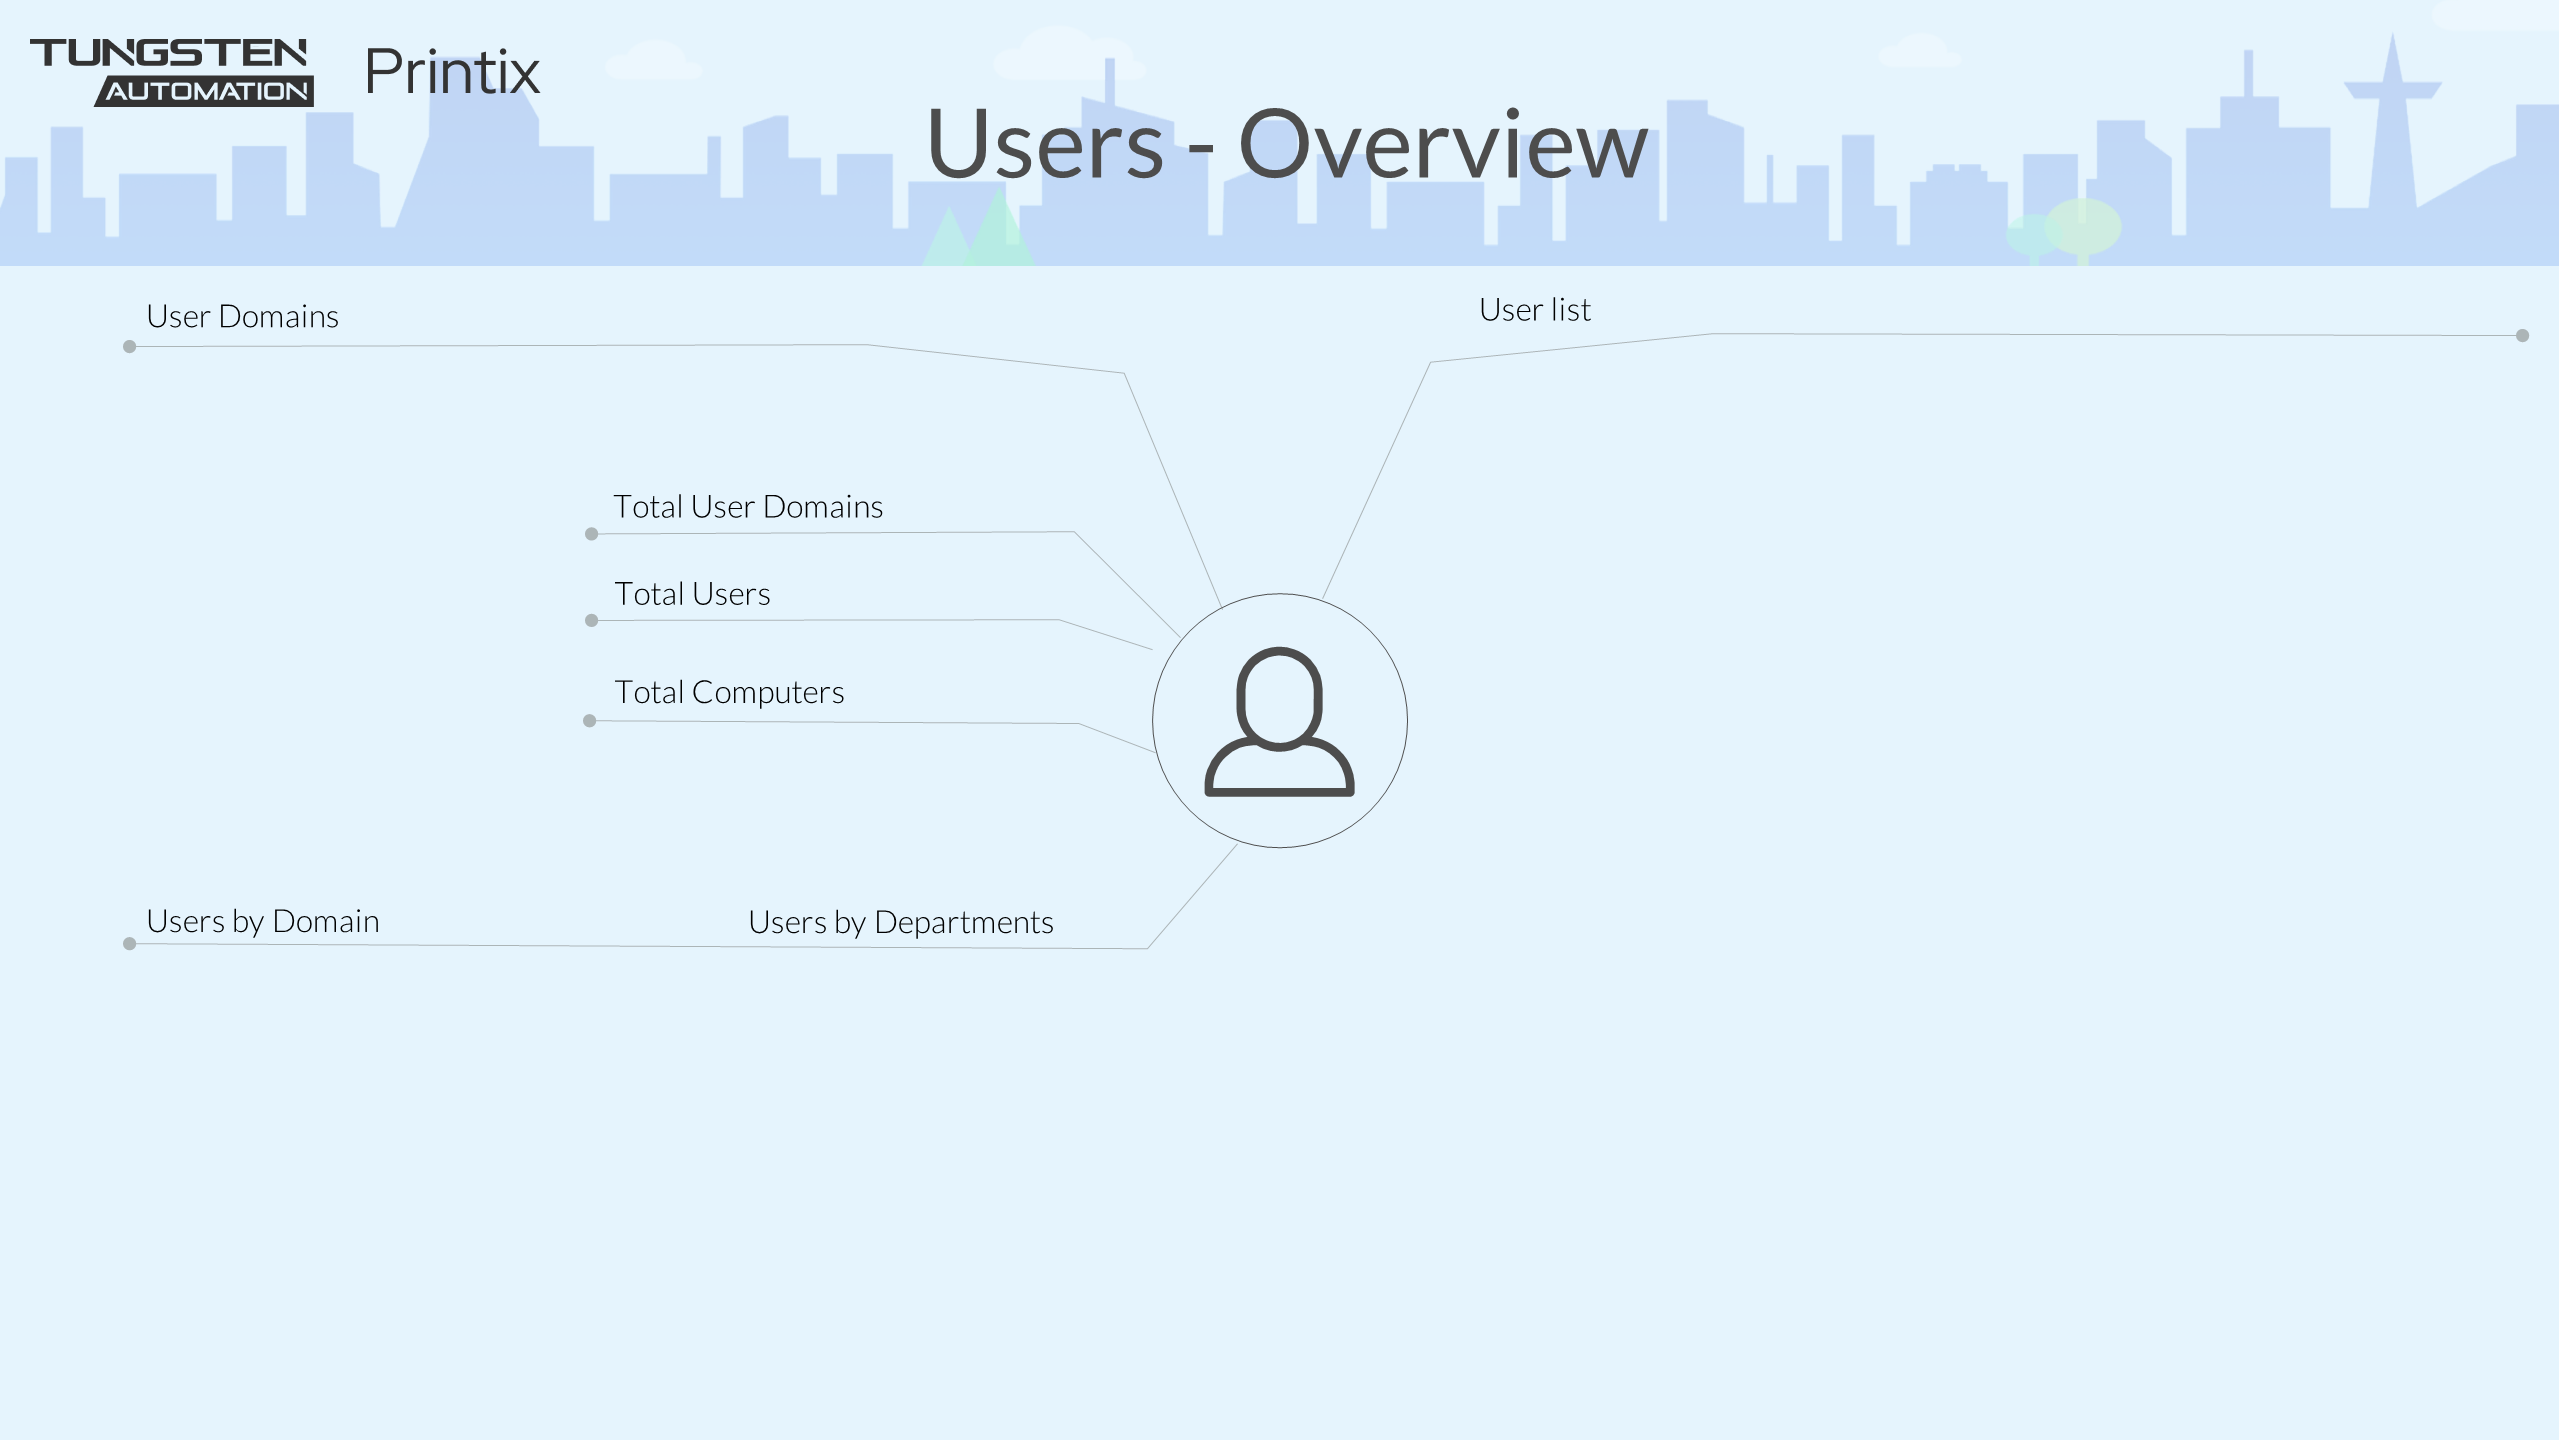 TUNGSTEN
AUTOMATION
Printix
Users - Overview
User Domains
User list
Total User Domains
Total Users
Total Computers
Users by Domain
Users by Departments